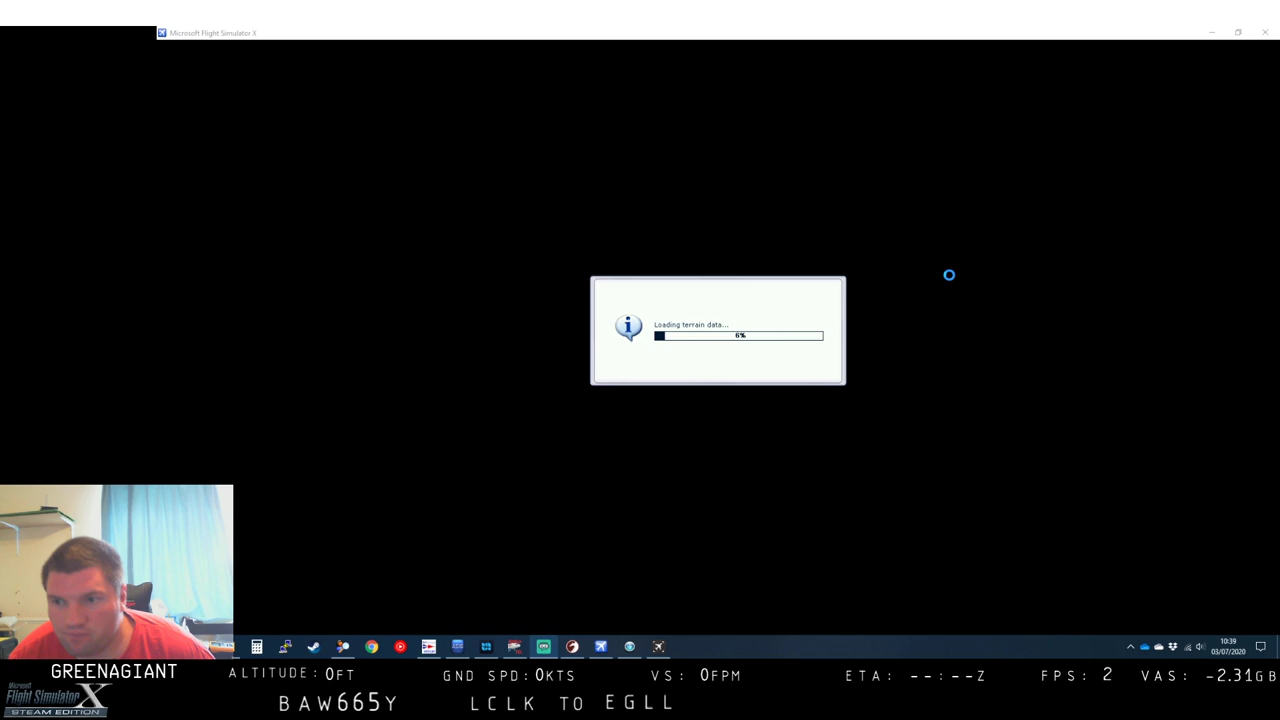 Microsoft Flight Simulator X
Loading terrain data...
6%
10:39
03/07/2020
GREENAGIANT
ALTITUDE:0FT
GND SPD:0KTS
VS: 0FPM
ETA: --:--Z
FPS: 2
VAS: -2.31GB
Microsoft
Flight Simulator X
STEAM EDITION
BAW665Y
LCLK TO EGLL